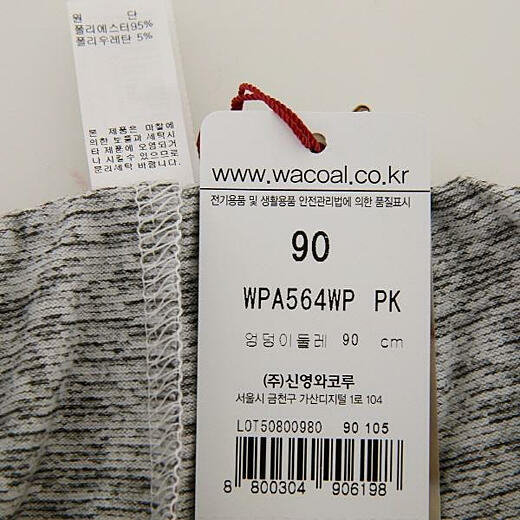 원 단
폴리에스터95%
폴리우레탄 5%
본 제품은 마찰에
의한 보풀과 세탁시
타 제품에 오염되거
나 시킬수 있으므로
분리세탁 바랍니다.
www.wacoal.co.kr
전기용품 및 생활용품 안전관리법에 의한 품질표시
90
WPA564WP PK
엉덩이둘레 90 cm
(주)신영와코루
서울시 금천구 가산디지털 1로 104
LOT50800980 90 105
8 800304 906198